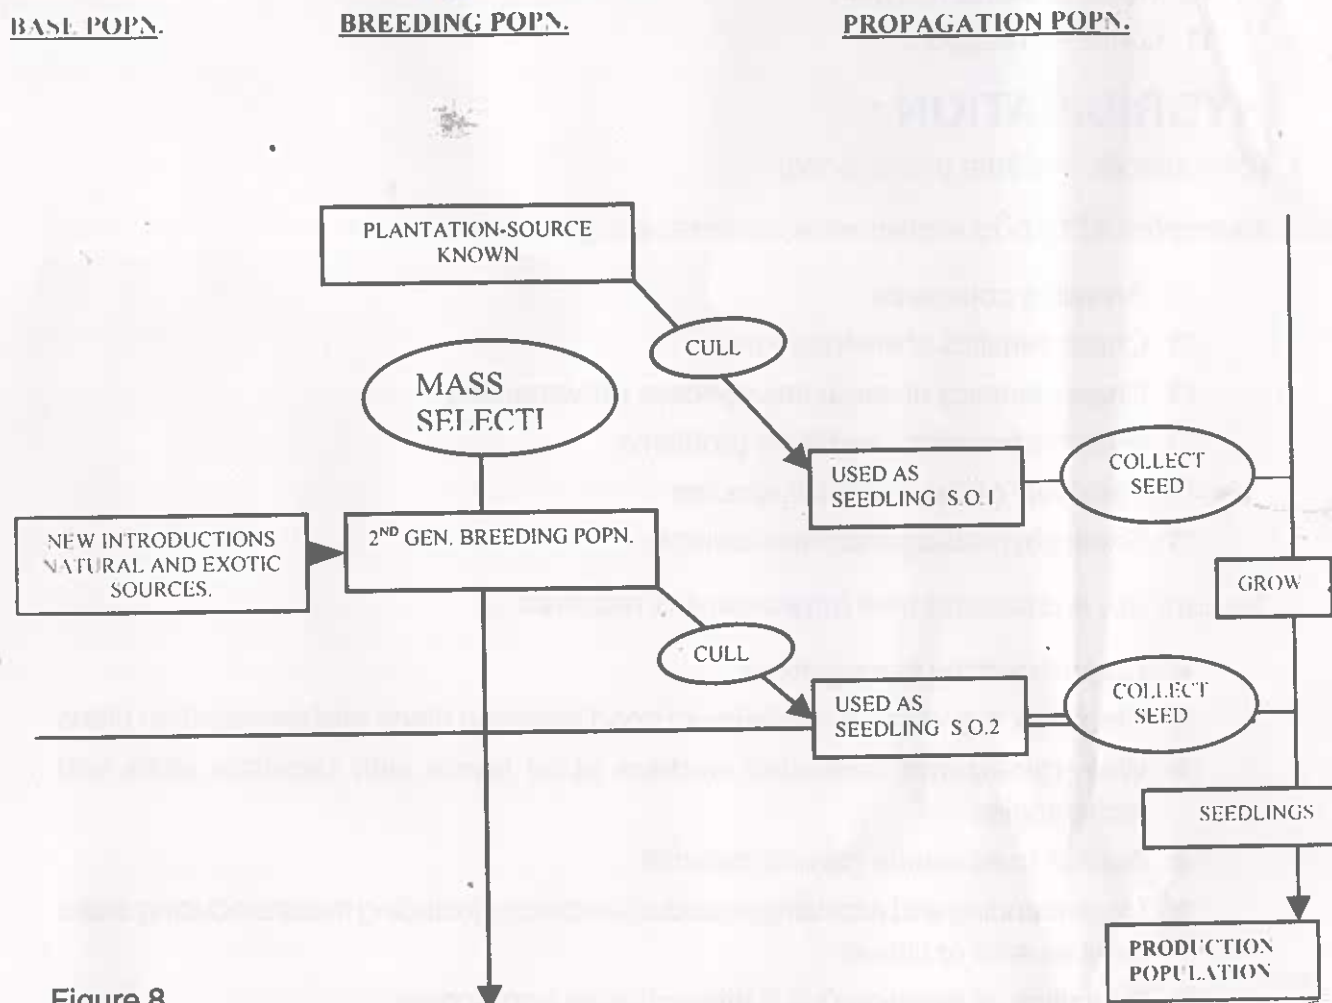 BASE POPN.
BREEDING POPN.
PROPAGATION POPN.
PLANTATION-SOURCE
KNOWN
CULL
MASS
SELECTI
USED AS
SEEDLING S.O.1
COLLECT
SEED
NEW INTRODUCTIONS
NATURAL AND EXOTIC
SOURCES.
2ND GEN. BREEDING POPN.
GROW
CULL
USED AS
SEEDLING S.O.2
COLLECT
SEED
SEEDLINGS
PRODUCTION
POPULATION
Figure 8